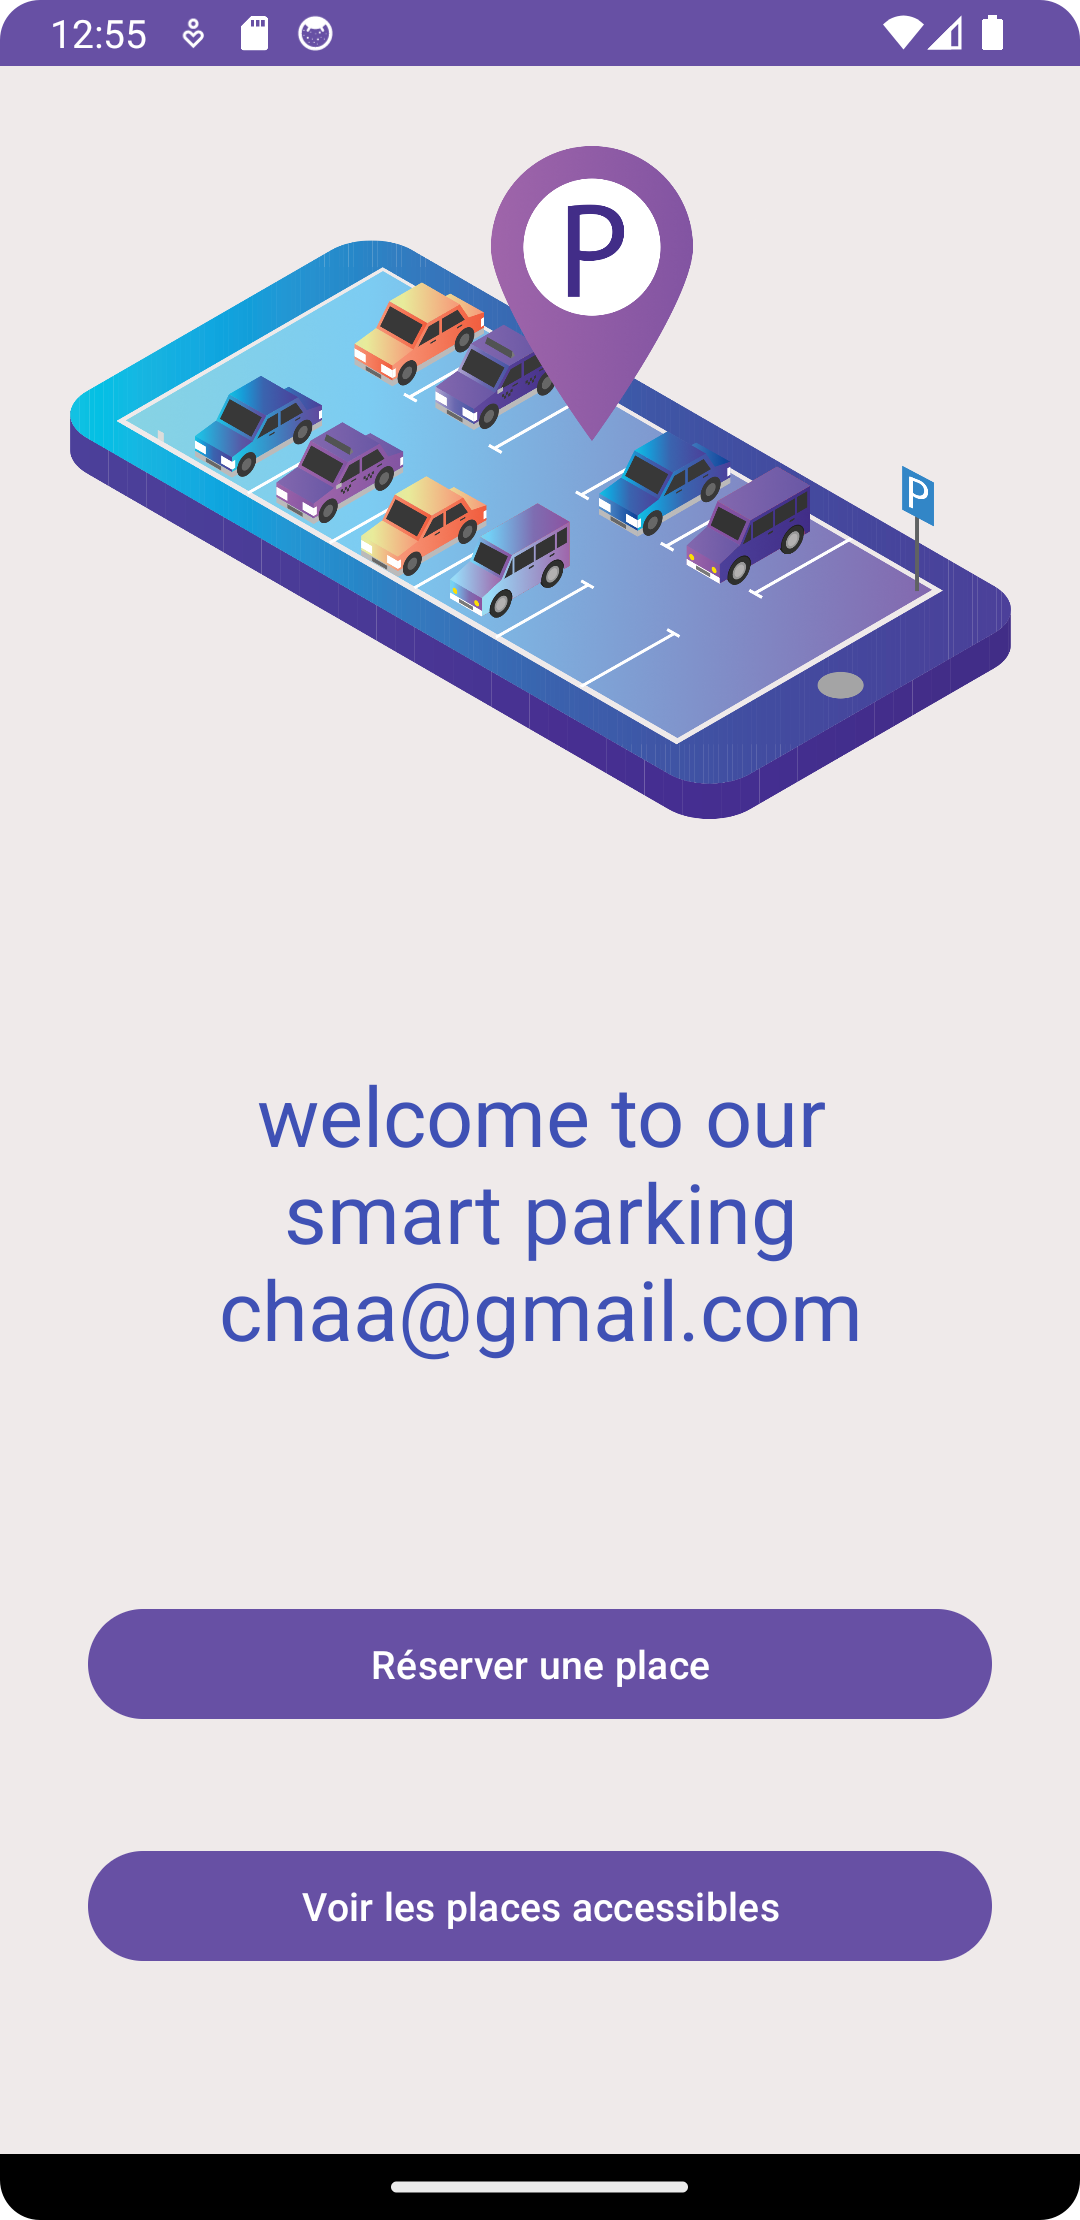 12:55
P
P
welcome to our
smart parking
chaa@gmail.com
Réserver une place
Voir les places accessibles